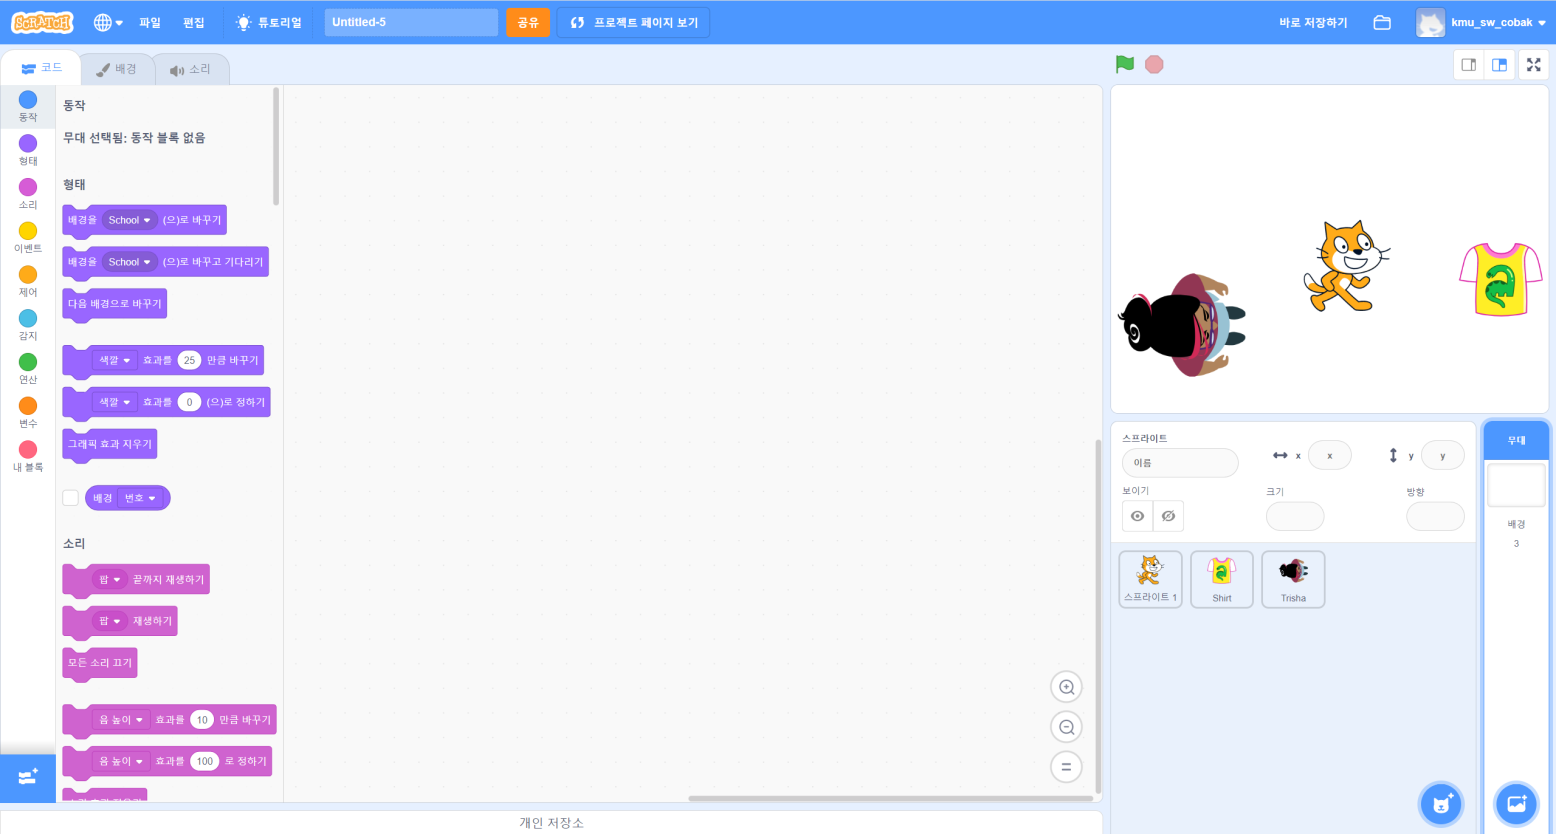 SCRATCH
파일
편집
튜토리얼
Untitled-5
공유
프로젝트 페이지 보기
바로 저장하기
kmu_sw_cobak
코드
배경
소리
동작
형태
소리
이벤트
제어
감지
연산
변수
내 블록
동작
무대 선택됨: 동작 블록 없음
형태
배경을 School (으)로 바꾸기
배경을 School (으)로 바꾸고 기다리기
다음 배경으로 바꾸기
색깔 효과를 25 만큼 바꾸기
색깔 효과를 0 (으)로 정하기
그래픽 효과 지우기
배경 번호
소리
팝 끝까지 재생하기
팝 재생하기
모든 소리 끄기
음 높이 효과를 10 만큼 바꾸기
음 높이 효과를 100 로 정하기
개인 저장소
스프라이트
이름
x x
y y
보이기
크기
방향
스프라이트 1
Shirt
Trisha
무대
배경
3